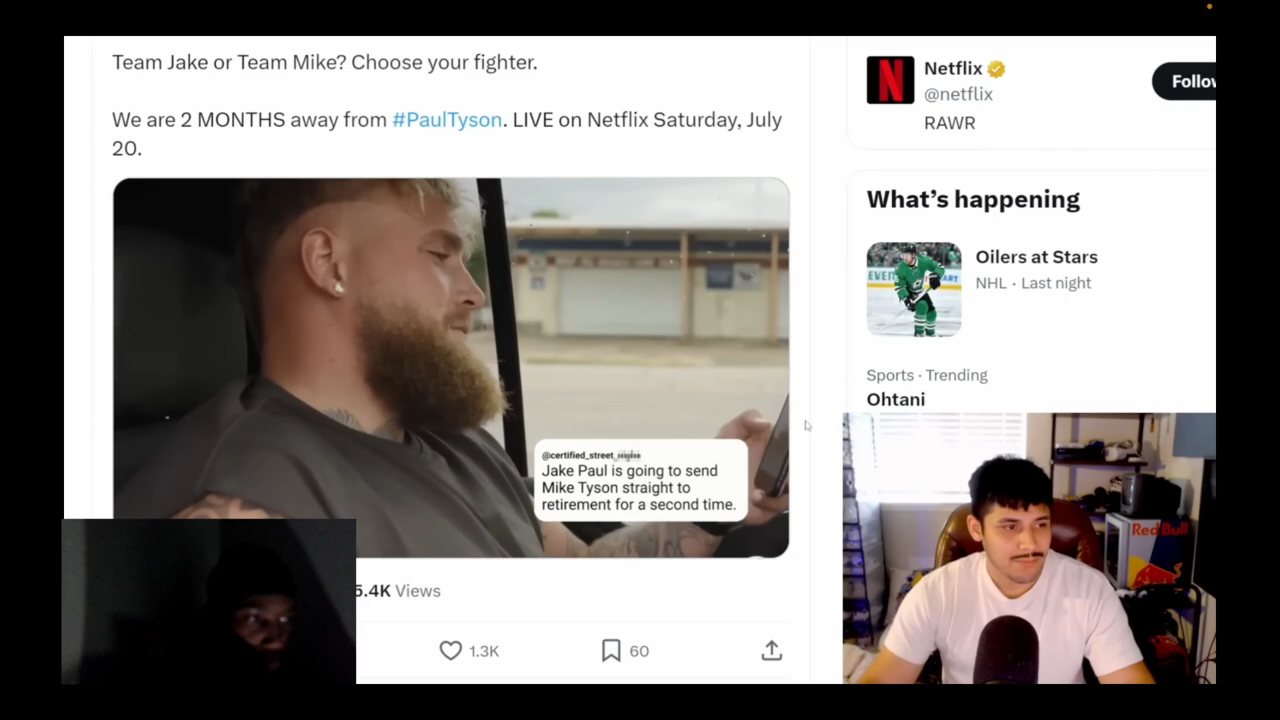 Team Jake or Team Mike? Choose your fighter.
We are 2 MONTHS away from #PaulTyson. LIVE on Netflix Saturday, July
20.
@certified_street_
Jake Paul is going to send
Mike Tyson straight to
retirement for a second time.
5.4K Views
1.3K
60
Netflix
@netflix
RAWR
Follow
What’s happening
Oilers at Stars
NHL · Last night
Sports · Trending
Ohtani
Red Bull